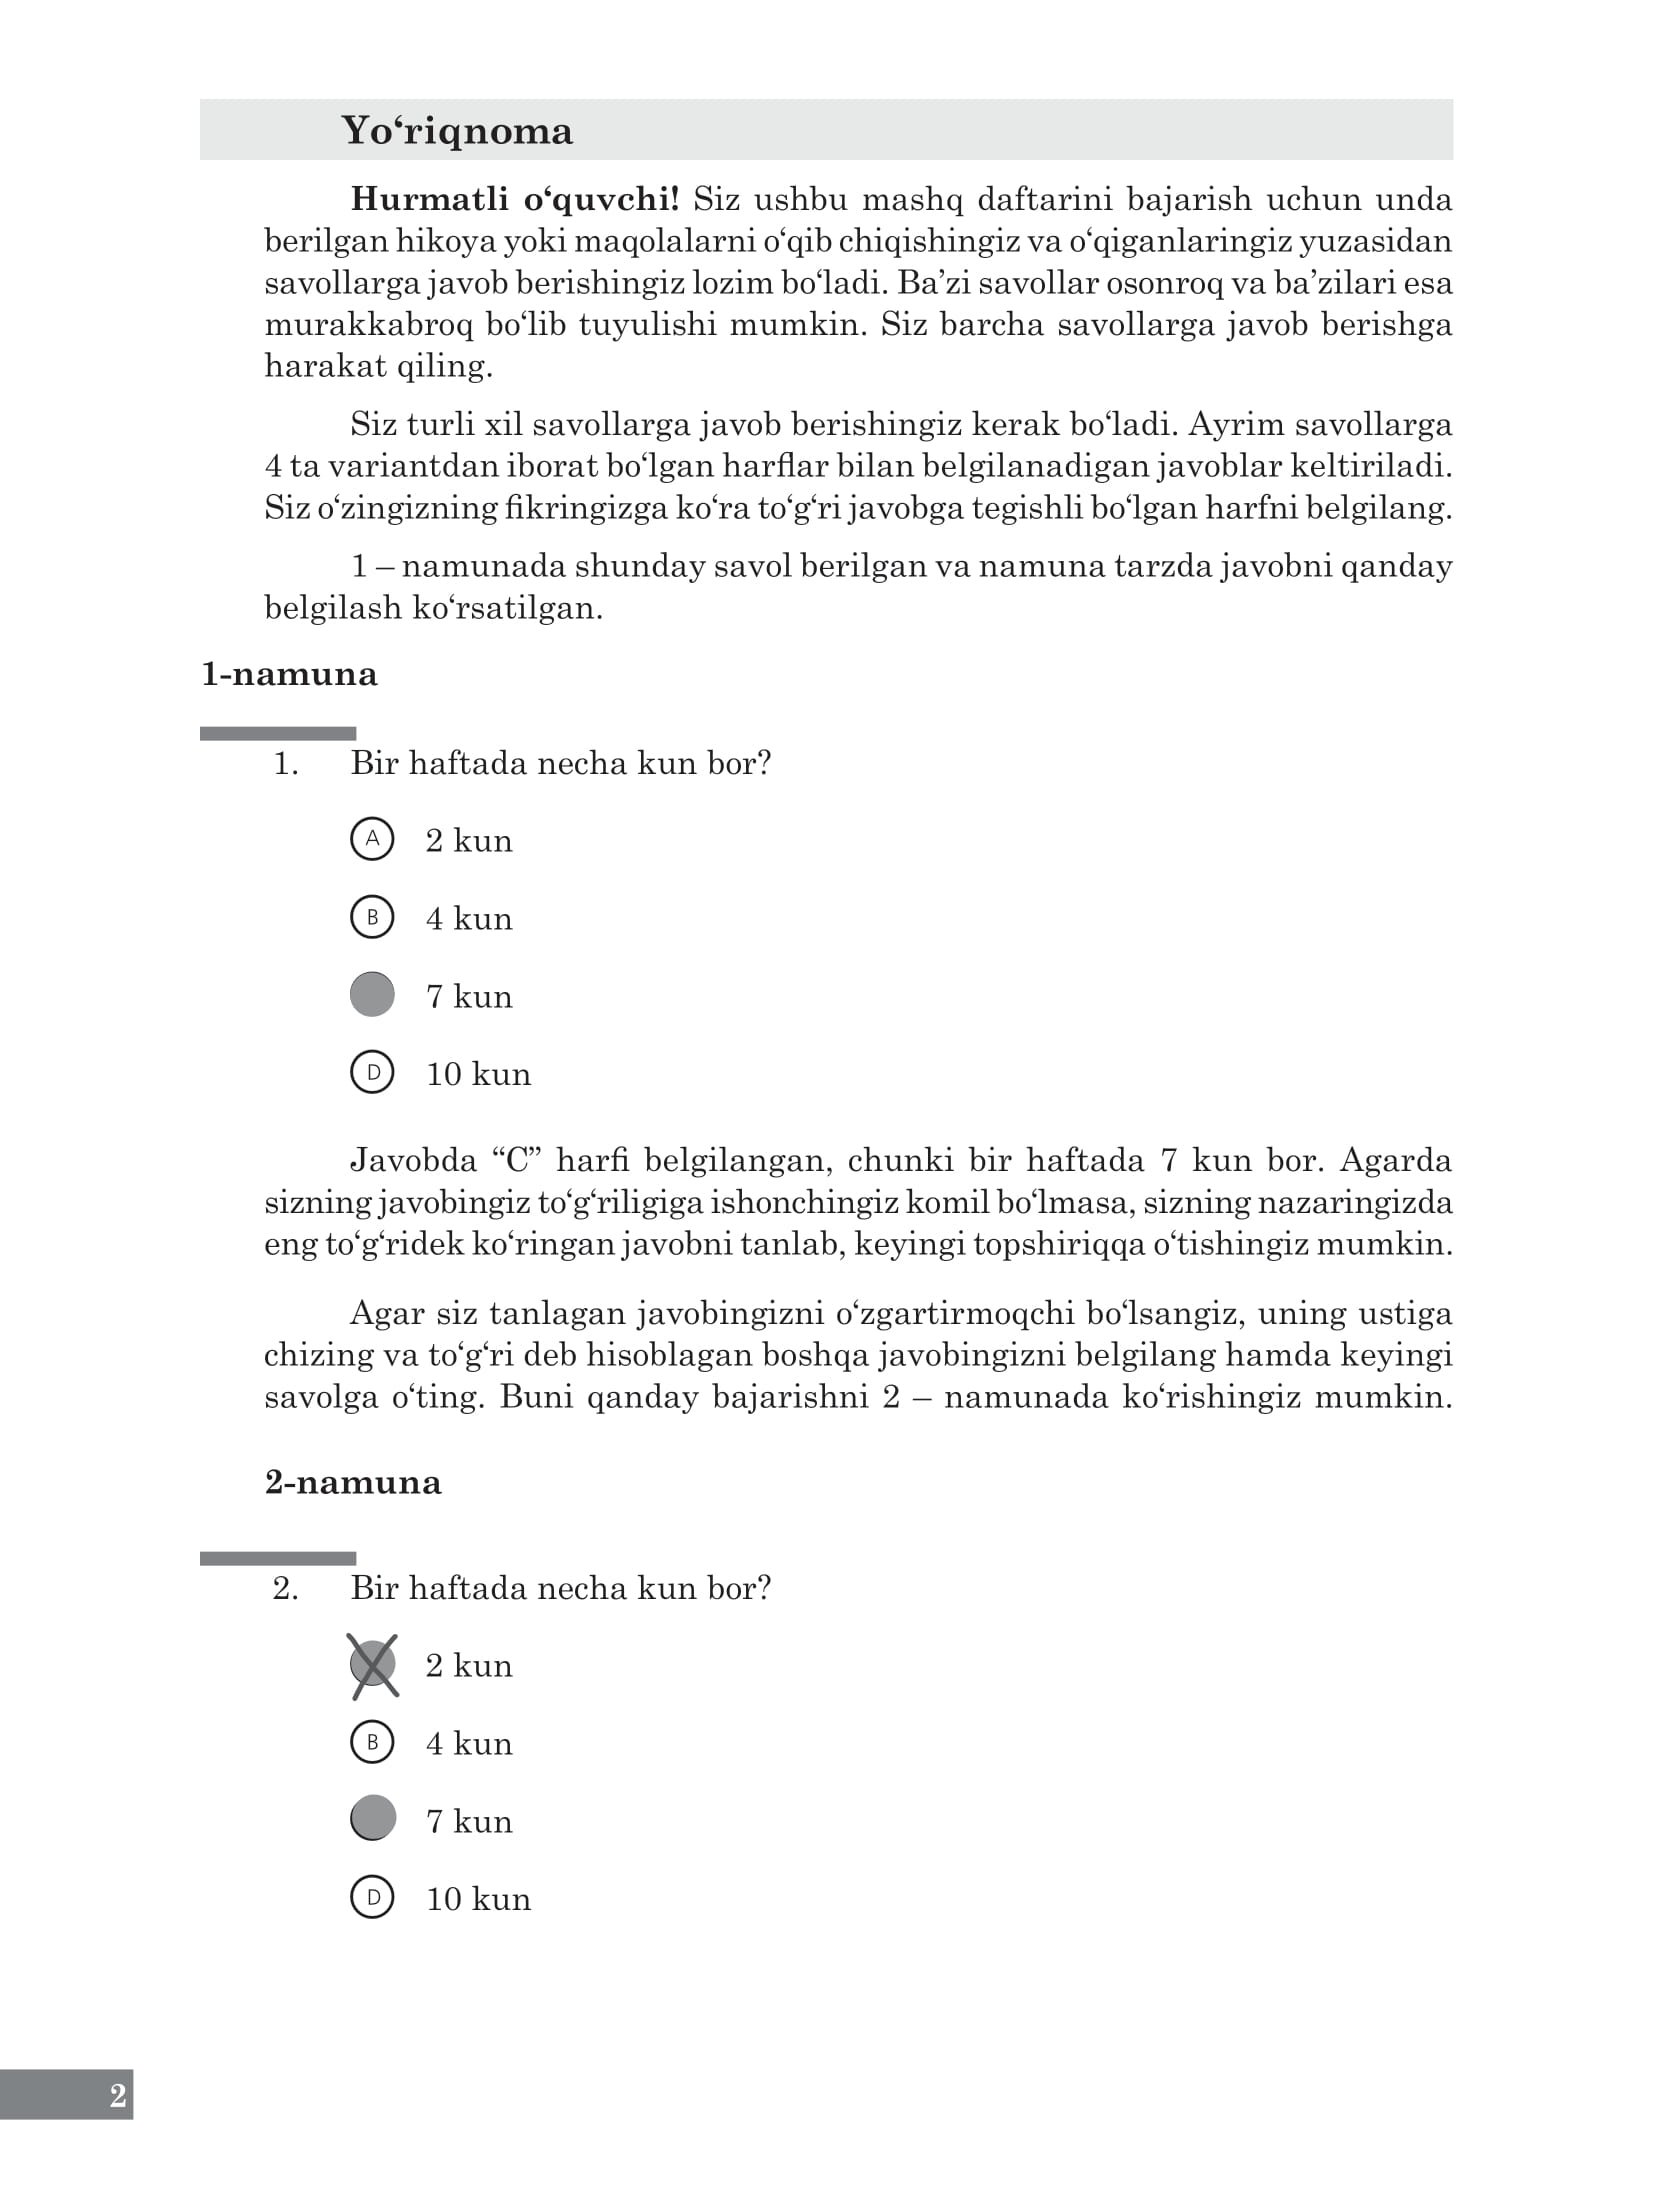 Yo‘riqnoma
Hurmatli o‘quvchi! Siz ushbu mashq daftarini bajarish uchun unda
berilgan hikoya yoki maqolalarni o‘qib chiqishingiz va o‘qiganlaringiz yuzasidan
savollarga javob berishingiz lozim bo‘ladi. Ba’zi savollar osonroq va ba’zilari esa
murakkabroq bo‘lib tuyulishi mumkin. Siz barcha savollarga javob berishga
harakat qiling.
Siz turli xil savollarga javob berishingiz kerak bo‘ladi. Ayrim savollarga
4 ta variantdan iborat bo‘lgan harflar bilan belgilanadigan javoblar keltiriladi.
Siz o‘zingizning fikringizga ko‘ra to‘g‘ri javobga tegishli bo‘lgan harfni belgilang.
1 – namunada shunday savol berilgan va namuna tarzda javobni qanday
belgilash ko‘rsatilgan.
1-namuna
1. Bir haftada necha kun bor?
A 2 kun
B 4 kun
7 kun
D 10 kun
Javobda “C” harfi belgilangan, chunki bir haftada 7 kun bor. Agarda
sizning javobingiz to‘g‘riligiga ishonchingiz komil bo‘lmasa, sizning nazaringizda
eng to‘g‘ridek ko‘ringan javobni tanlab, keyingi topshiriqqa o‘tishingiz mumkin.
Agar siz tanlagan javobingizni o‘zgartirmoqchi bo‘lsangiz, uning ustiga
chizing va to‘g‘ri deb hisoblagan boshqa javobingizni belgilang hamda keyingi
savolga o‘ting. Buni qanday bajarishni 2 – namunada ko‘rishingiz mumkin.
2-namuna
2. Bir haftada necha kun bor?
2 kun
B 4 kun
7 kun
D 10 kun
2